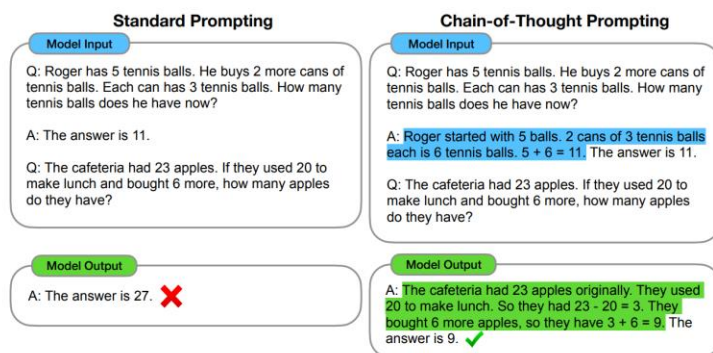 Standard Prompting
Model Input
Q: Roger has 5 tennis balls. He buys 2 more cans of
tennis balls. Each can has 3 tennis balls. How many
tennis balls does he have now?
A: The answer is 11.
Q: The cafeteria had 23 apples. If they used 20 to
make lunch and bought 6 more, how many apples
do they have?
Model Output
A: The answer is 27.
Chain-of-Thought Prompting
Model Input
Q: Roger has 5 tennis balls. He buys 2 more cans of
tennis balls. Each can has 3 tennis balls. How many
tennis balls does he have now?
A: Roger started with 5 balls. 2 cans of 3 tennis balls
each is 6 tennis balls. 5 + 6 = 11. The answer is 11.
Q: The cafeteria had 23 apples. If they used 20 to
make lunch and bought 6 more, how many apples
do they have?
Model Output
A: The cafeteria had 23 apples originally. They used
20 to make lunch. So they had 23 - 20 = 3. They
bought 6 more apples, so they have 3 + 6 = 9. The
answer is 9.